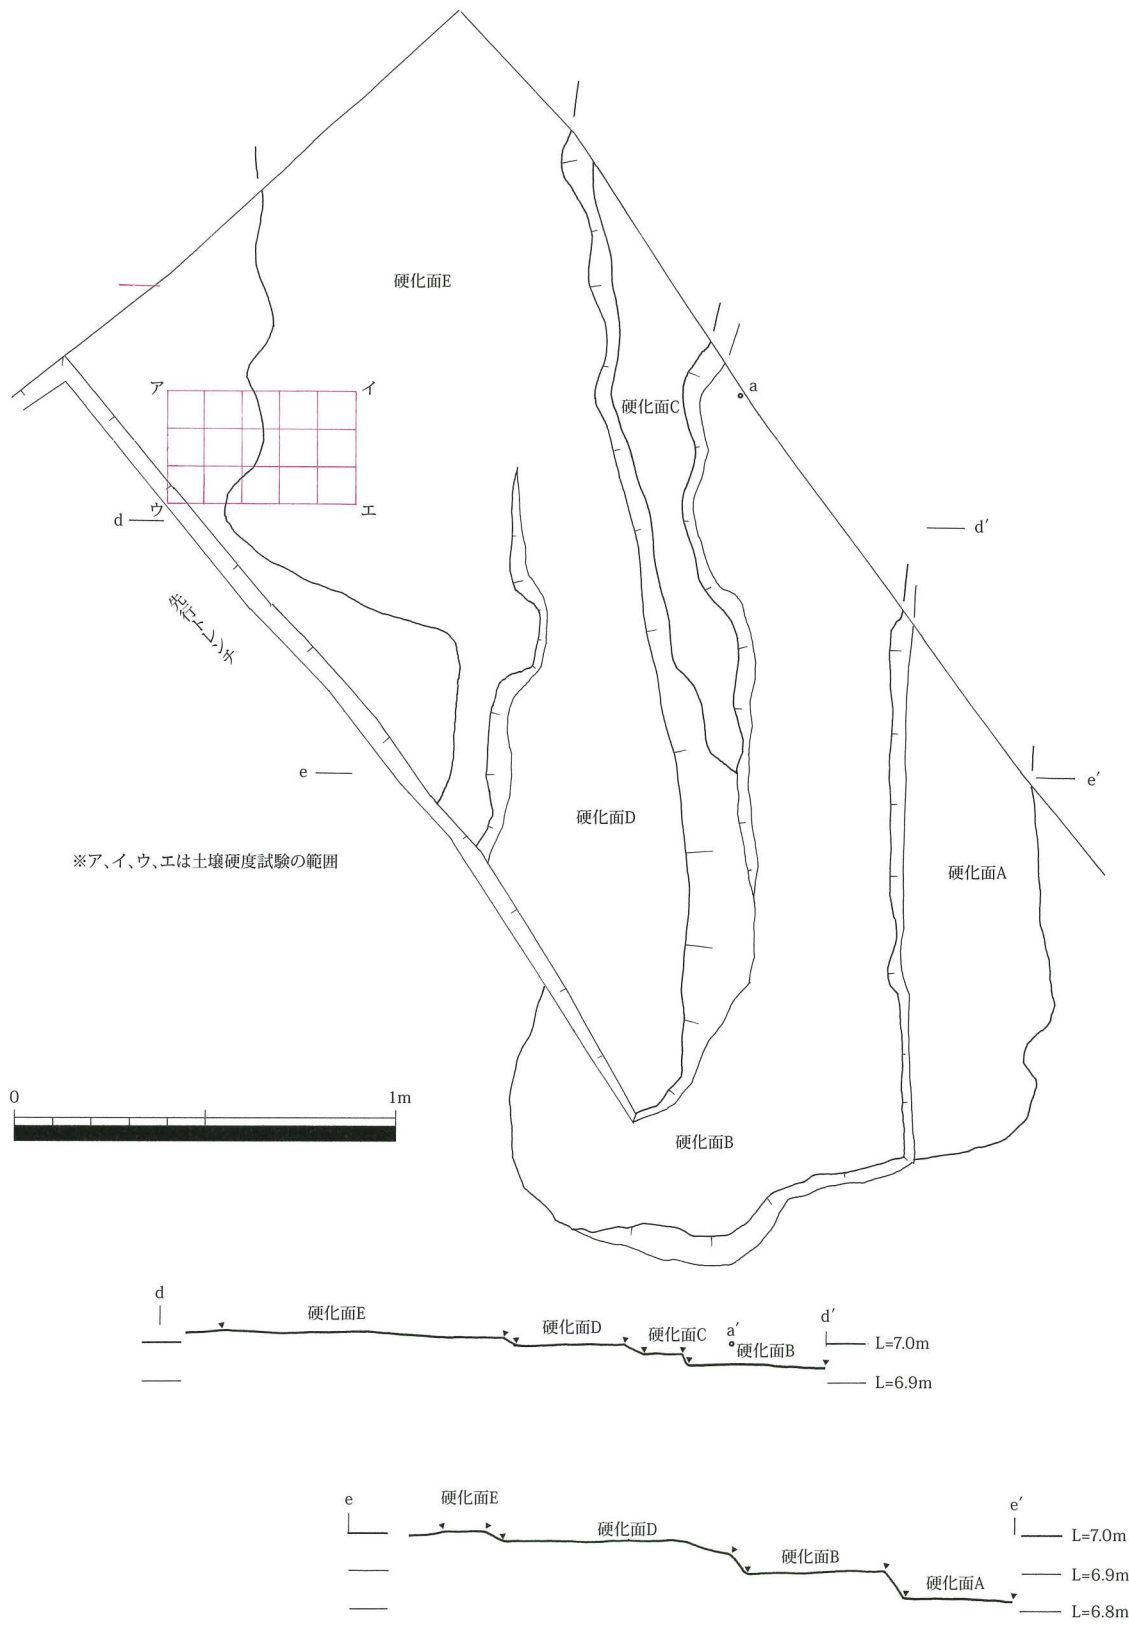 硬化面E
ア
イ
硬化面C
a
ウ
エ
d
d′
先行トレンチ
e
e′
硬化面D
※ア、イ、ウ、エは土壌硬度試験の範囲
硬化面A
0
1m
硬化面B
d
硬化面E
硬化面D
硬化面C
a′
硬化面B
d′
L=7.0m
L=6.9m
e
硬化面E
硬化面D
硬化面B
硬化面A
e′
L=7.0m
L=6.9m
L=6.8m